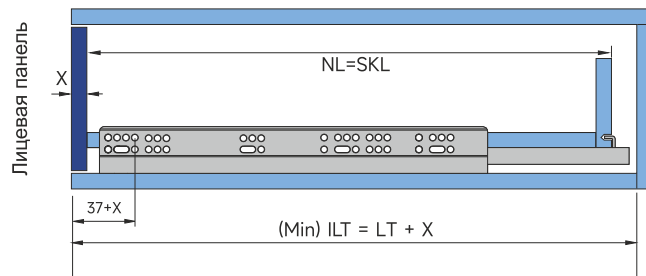 Лицевая панель
X
NL=SKL
37+X
(Min) ILT = LT + X